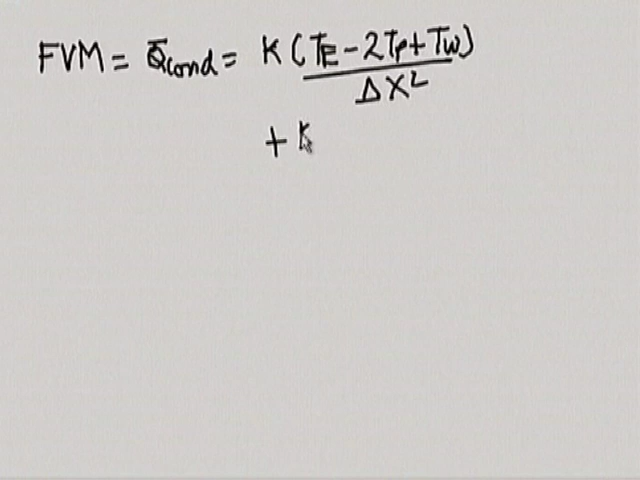 FVM = Q̄cond = K (TE - 2Tp + Tw)
ΔX²
+ K